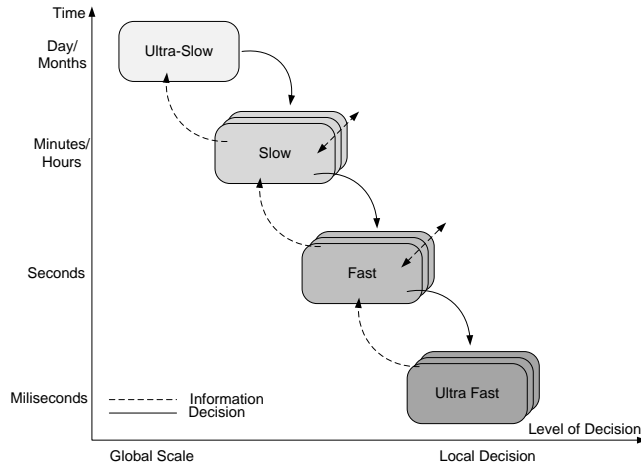 Time
Day/
Months
Ultra-Slow
Minutes/
Hours
Slow
Seconds
Fast
Miliseconds
Ultra Fast
Information
Decision
Level of Decision
Global Scale
Local Decision